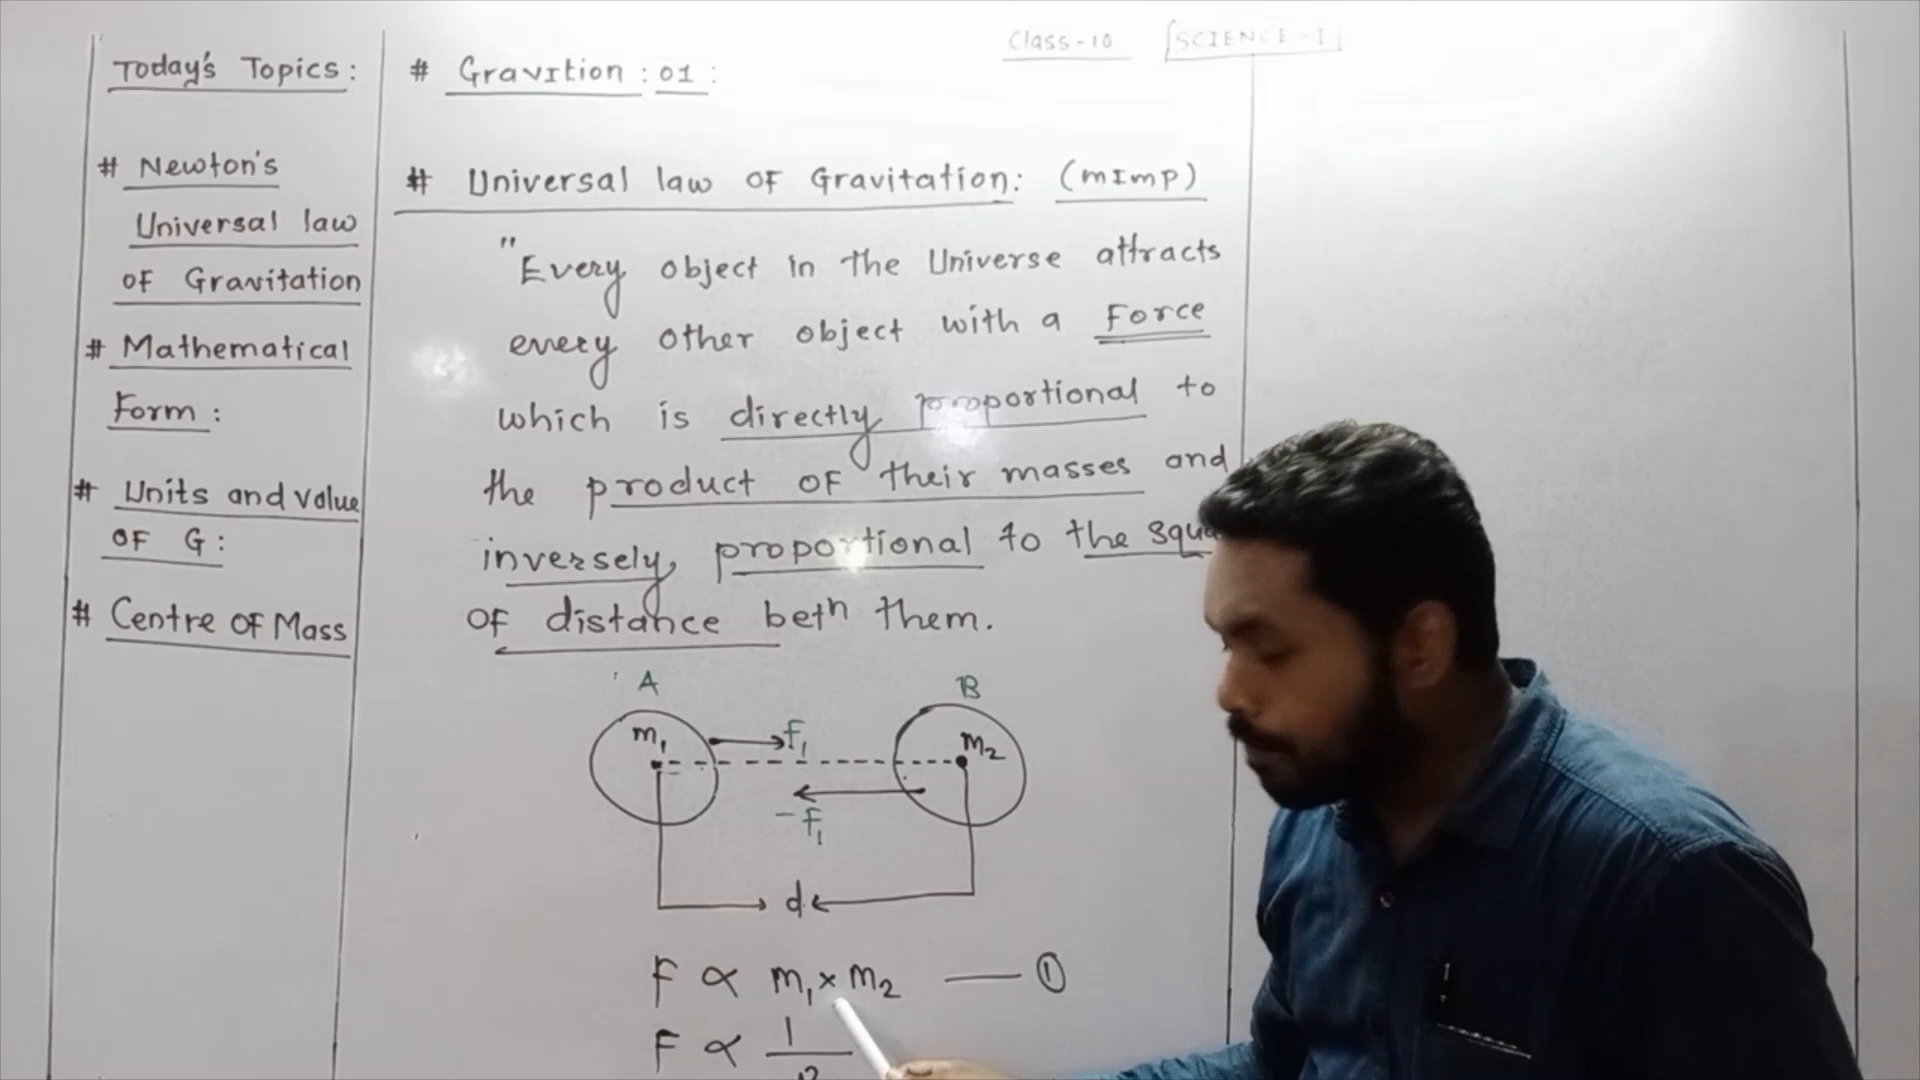 Class-10 SCIENCE-I
Today's Topics:
# Newton's
Universal law
of Gravitation
# Mathematical
Form:
# Units and value
of G:
# Centre of Mass
# Gravition: 01:
# Universal law of Gravitation: (mImp)
"Every object in the Universe attracts
every other object with a Force
which is directly proportional to
the product of their masses and
inversely proportional to the
of distance betn them.
A B
m₁ f₁ m₂
-f₁
d
F ∝ m₁ × m₂ —— ①
F ∝ 1